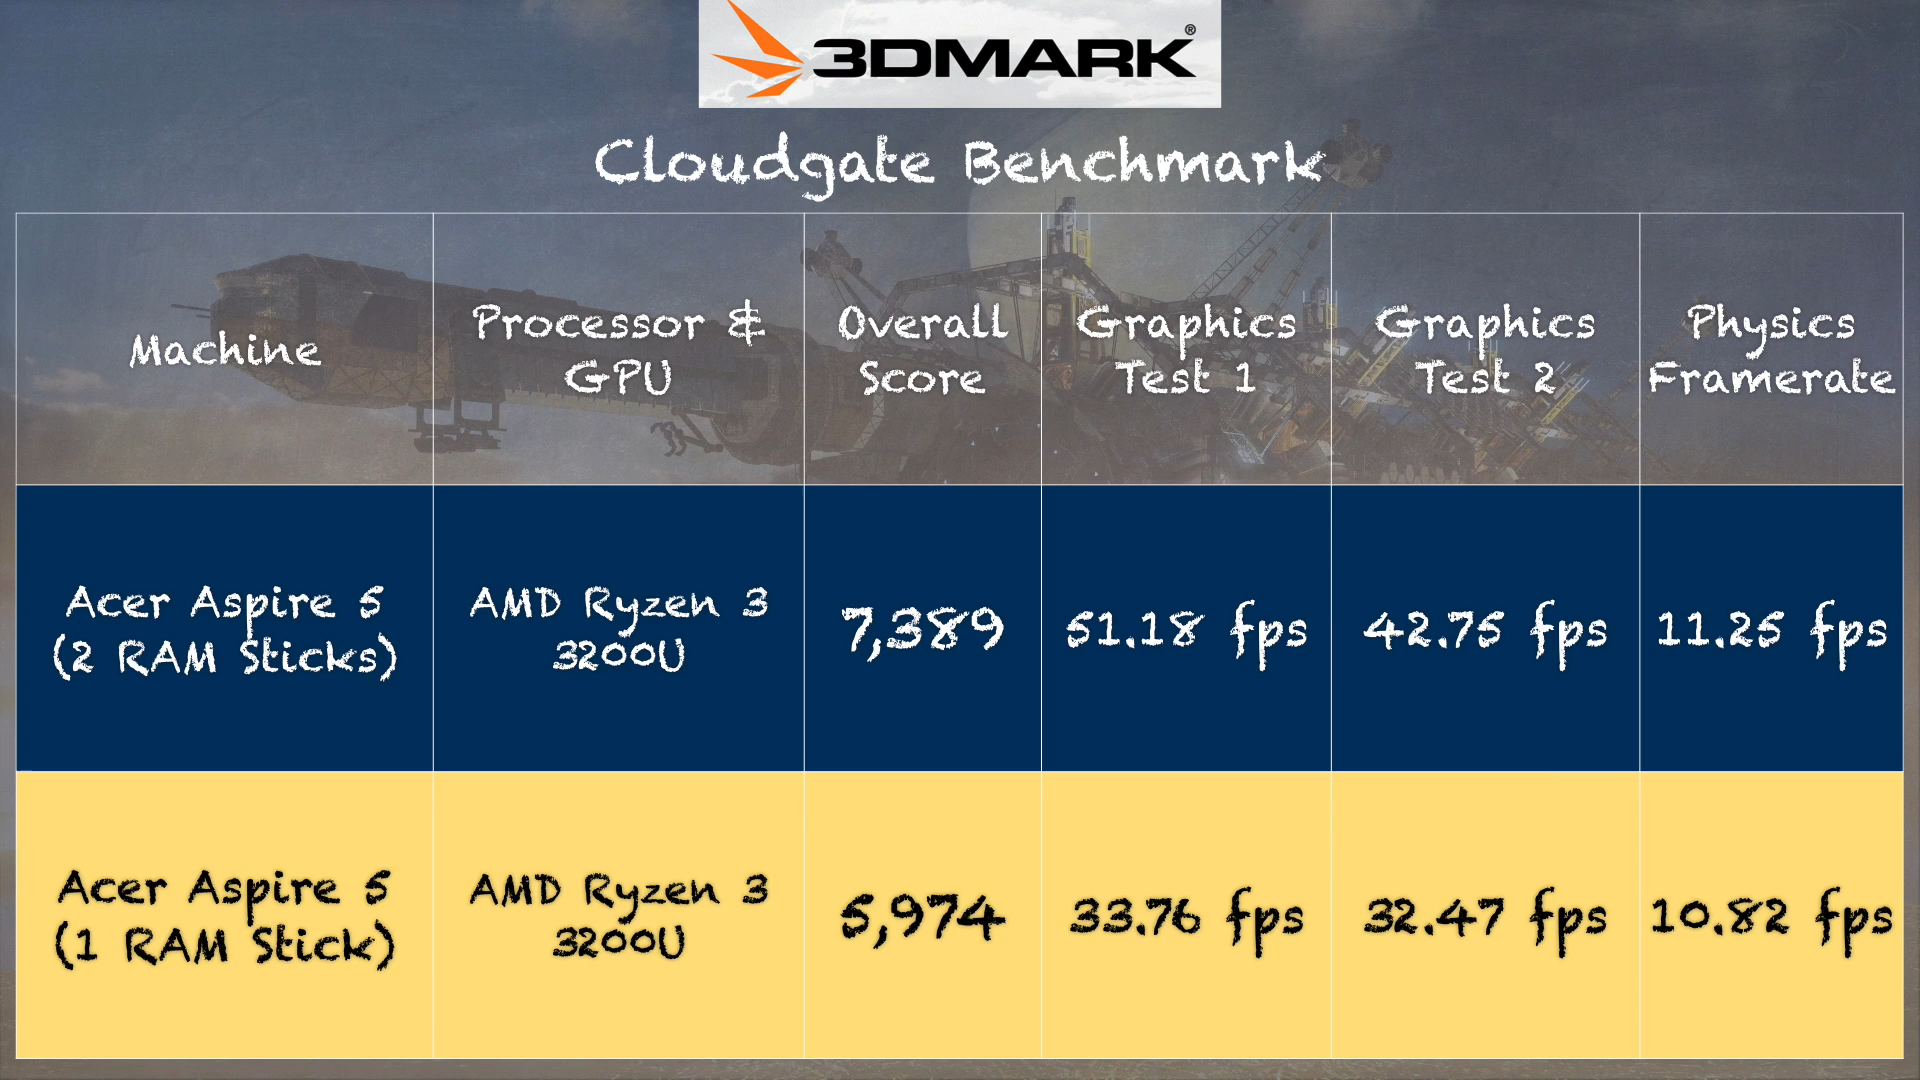 3DMARK®
Cloudgate Benchmark
Machine
Processor &
GPU
Overall
Score
Graphics
Test 1
Graphics
Test 2
Physics
Framerate
Acer Aspire 5
(2 RAM Sticks)
AMD Ryzen 3
3200U
7,389
51.18 fps
42.75 fps
11.25 fps
Acer Aspire 5
(1 RAM Stick)
AMD Ryzen 3
3200U
5,974
33.76 fps
32.47 fps
10.82 fps